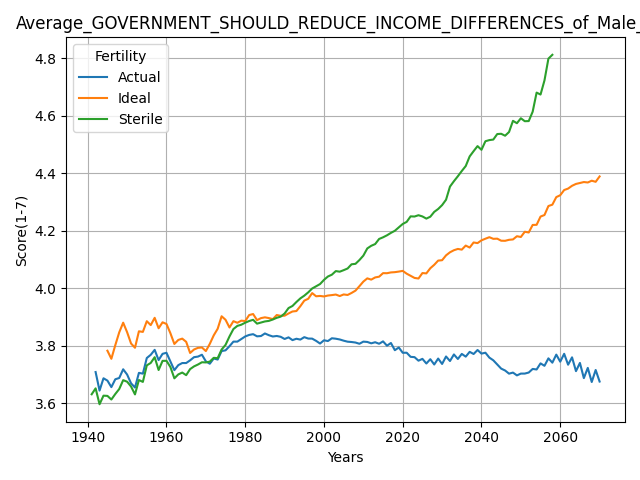 Average_GOVERNMENT_SHOULD_REDUCE_INCOME_DIFFERENCES_of_Male_
Fertility
Actual
Ideal
Sterile
Score(1-7)
4.8
4.6
4.4
4.2
4.0
3.8
3.6
1940 1960 1980 2000 2020 2040 2060
Years